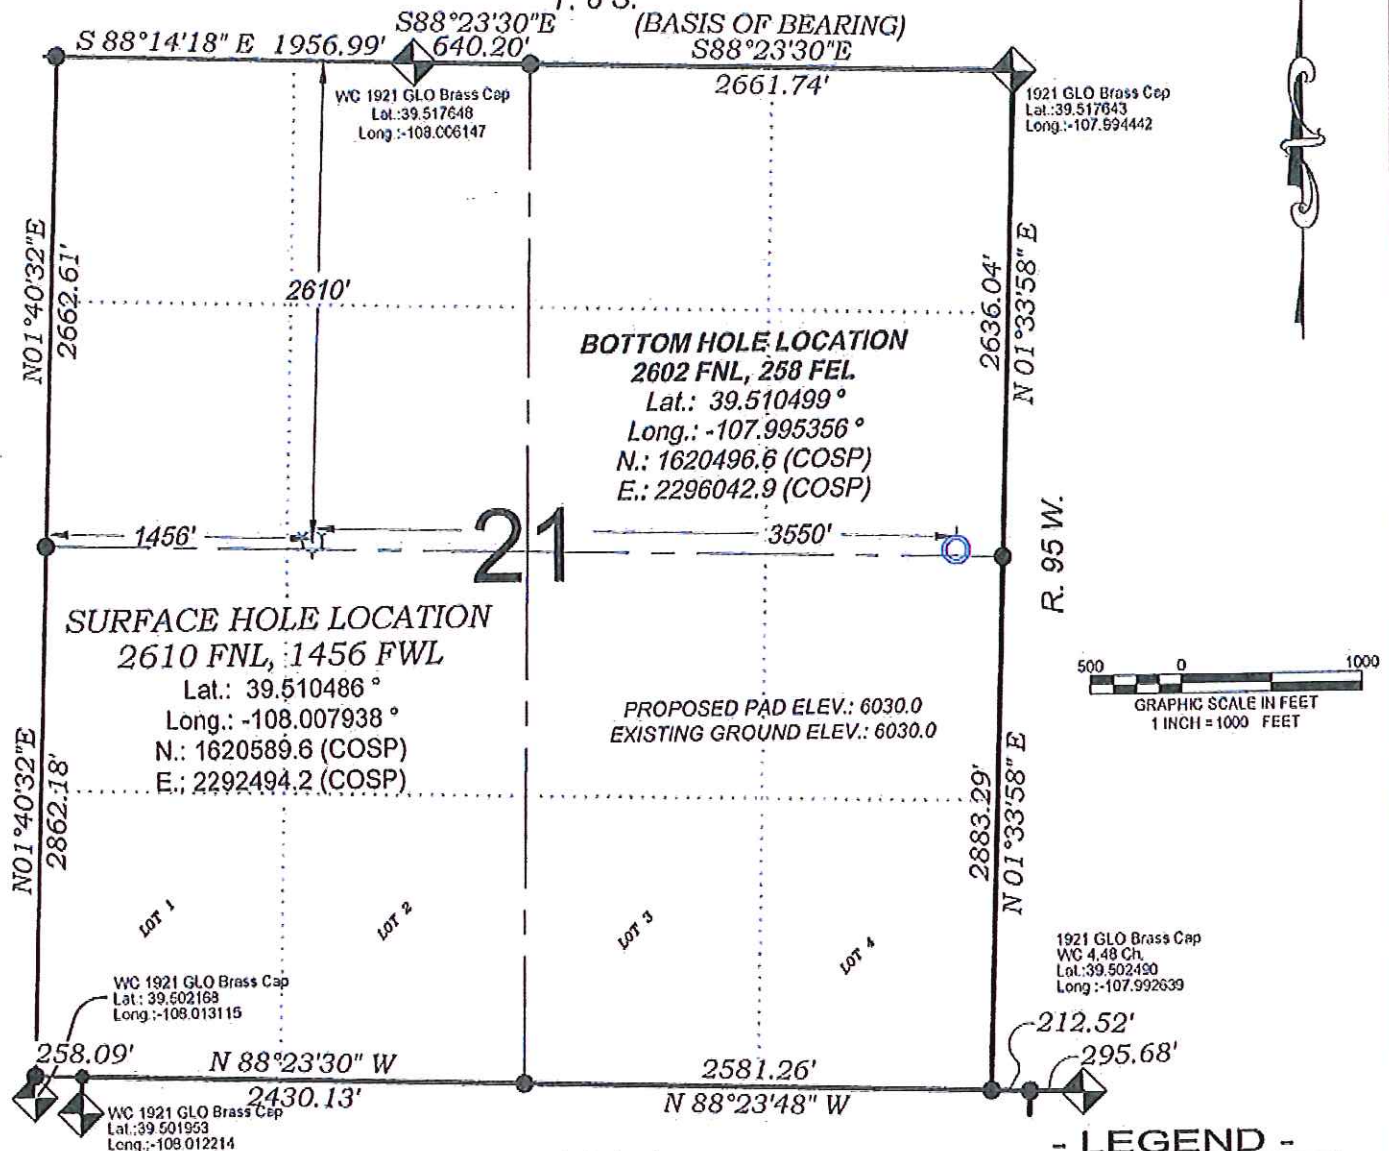 S88°23'30"E
(BASIS OF BEARING)
S 88°14'18" E 1956.99'
640.20'
S88°23'30"E
2661.74'
WC 1921 GLO Brass Cap
Lat.:39.517648
Long.:-108.006147
1921 GLO Brass Cap
Lat.:39.517643
Long.:-107.994442
N01°40'32"E
2662.61'
2610'
2636.04'
N 01°33'58" E
BOTTOM HOLE LOCATION
2602 FNL, 258 FEL
Lat.: 39.510499 °
Long.: -107.995356 °
N.: 1620496.6 (COSP)
E.: 2296042.9 (COSP)
1456'
21
3550'
R. 95 W.
SURFACE HOLE LOCATION
2610 FNL, 1456 FWL
Lat.: 39.510486 °
Long.: -108.007938 °
N.: 1620589.6 (COSP)
E.: 2292494.2 (COSP)
PROPOSED PAD ELEV.: 6030.0
EXISTING GROUND ELEV.: 6030.0
500 0 1000
GRAPHIC SCALE IN FEET
1 INCH = 1000 FEET
N01°40'32"E
2862.18'
2883.29'
N 01°33'58" E
LOT 1
LOT 2
LOT 3
LOT 4
1921 GLO Brass Cap
WC 4.48 Ch.
Lat.:39.502490
Long.:-107.992639
WC 1921 GLO Brass Cap
Lat.: 39.502168
Long.:-108.013115
212.52'
295.68'
258.09'
N 88°23'30" W
2430.13'
2581.26'
N 88°23'48" W
WC 1921 GLO Brass Cap
Lat.:39.501953
Long.:-108.012214
- LEGEND -